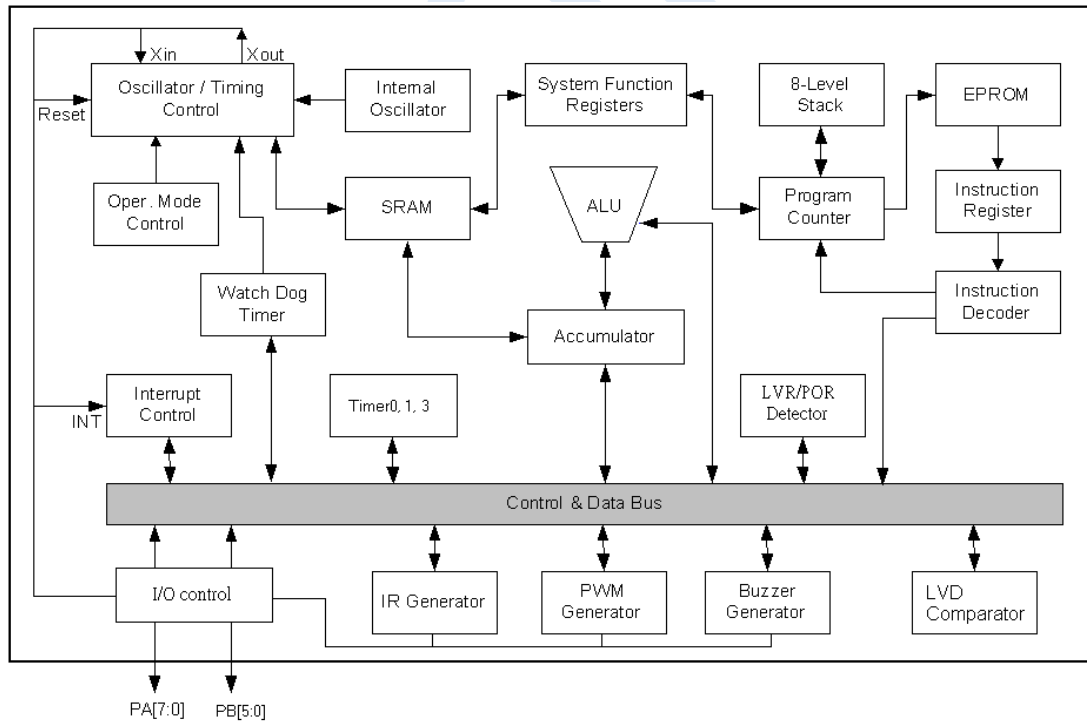 Xin
Xout
Oscillator / Timing
Control
Reset
Internal
Oscillator
System Function
Registers
8-Level
Stack
EPROM
Oper. Mode
Control
SRAM
ALU
Program
Counter
Instruction
Register
Watch Dog
Timer
Accumulator
Instruction
Decoder
Interrupt
Control
INT
Timer0, 1, 3
LVR/POR
Detector
Control & Data Bus
I/O control
IR Generator
PWM
Generator
Buzzer
Generator
LVD
Comparator
PA[7:0]
PB[5:0]